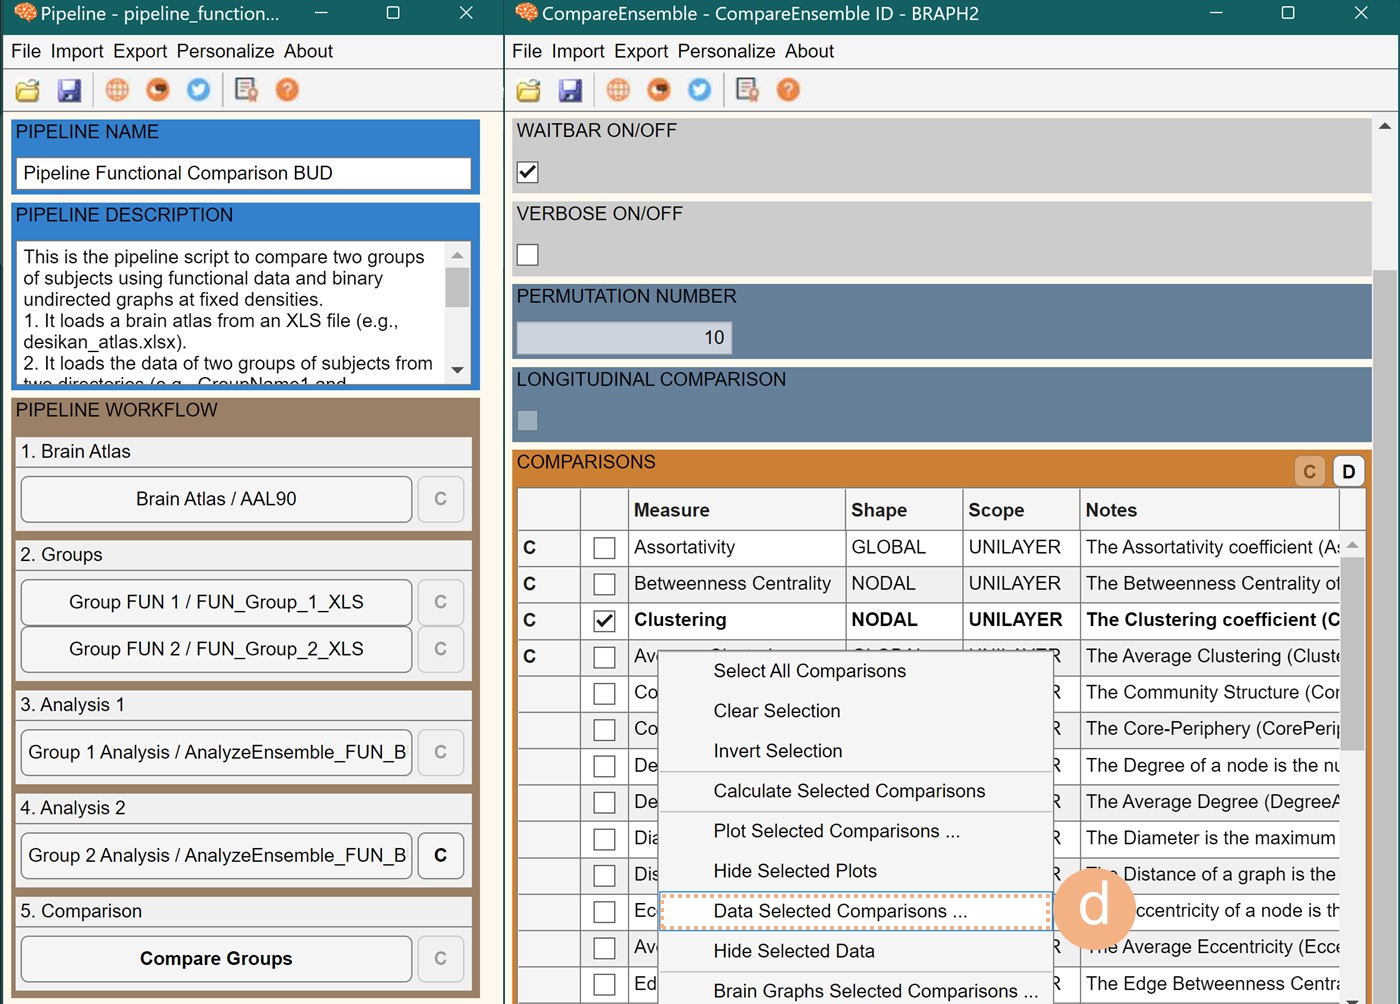 Pipeline - pipeline_function...
File Import Export Personalize About
PIPELINE NAME
Pipeline Functional Comparison BUD
PIPELINE DESCRIPTION
This is the pipeline script to compare two groups
of subjects using functional data and binary
undirected graphs at fixed densities.
1. It loads a brain atlas from an XLS file (e.g.,
desikan_atlas.xlsx).
2. It loads the data of two groups of subjects from
two directories (e.g., GroupName1 and
PIPELINE WORKFLOW
1. Brain Atlas
Brain Atlas / AAL90 C
2. Groups
Group FUN 1 / FUN_Group_1_XLS C
Group FUN 2 / FUN_Group_2_XLS C
3. Analysis 1
Group 1 Analysis / AnalyzeEnsemble_FUN_B C
4. Analysis 2
Group 2 Analysis / AnalyzeEnsemble_FUN_B C
5. Comparison
Compare Groups C
CompareEnsemble - CompareEnsemble ID - BRAPH2
File Import Export Personalize About
WAITBAR ON/OFF
VERBOSE ON/OFF
PERMUTATION NUMBER
10
LONGITUDINAL COMPARISON
COMPARISONS C D
Measure Shape Scope Notes
C Assortativity GLOBAL UNILAYER The Assortativity coefficient (As
C Betweenness Centrality NODAL UNILAYER The Betweenness Centrality of
C Clustering NODAL UNILAYER The Clustering coefficient (C
C Av The Average Clustering (Cluste
Co R The Community Structure (Cor
Co R The Core-Periphery (CorePerip
De R The Degree of a node is the nu
De R The Average Degree (DegreeA
Dia R The Diameter is the maximum
Dis R The Distance of a graph is the
Ec ccentricity of a node is th
Av The Average Eccentricity (Ecce
Ed R The Edge Betweenness Centra
Select All Comparisons
Clear Selection
Invert Selection
Calculate Selected Comparisons
Plot Selected Comparisons ...
Hide Selected Plots
Data Selected Comparisons ...
d
Hide Selected Data
Brain Graphs Selected Comparisons ...